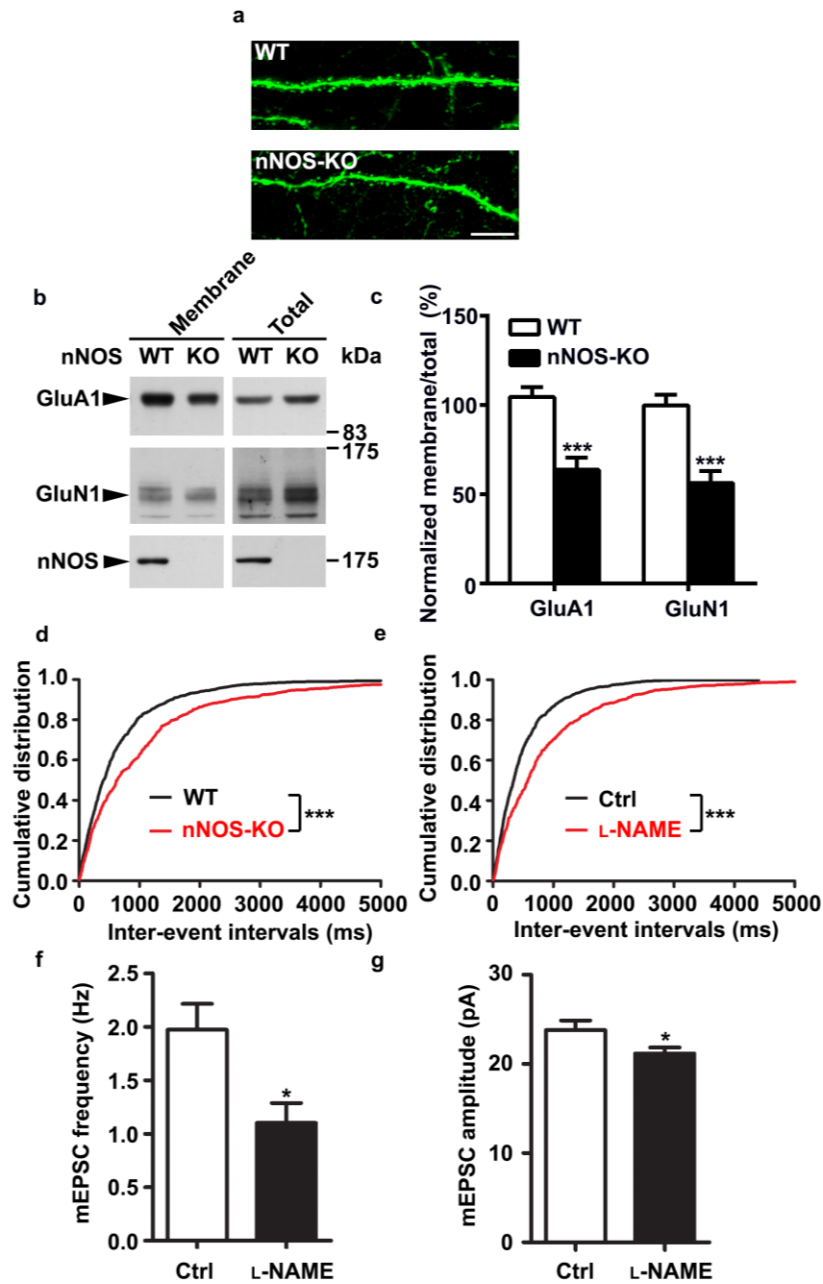 a
WT
nNOS-KO
b
Membrane Total
nNOS WT KO WT KO kDa
GluA1
83
175
GluN1
nNOS
175
c
Normalized membrane/total (%)
150
100
50
0
WT
nNOS-KO
***
***
GluA1 GluN1
d
Cumulative distribution
1.0
0.8
0.6
0.4
0.2
0.0
WT
nNOS-KO
***
0 1000 2000 3000 4000 5000
Inter-event intervals (ms)
e
Cumulative distribution
1.0
0.8
0.6
0.4
0.2
0.0
Ctrl
L-NAME
***
0 1000 2000 3000 4000 5000
Inter-event intervals (ms)
f
mEPSC frequency (Hz)
2.5
2.0
1.5
1.0
0.5
0.0
*
Ctrl L-NAME
g
mEPSC amplitude (pA)
30
20
10
0
*
Ctrl L-NAME